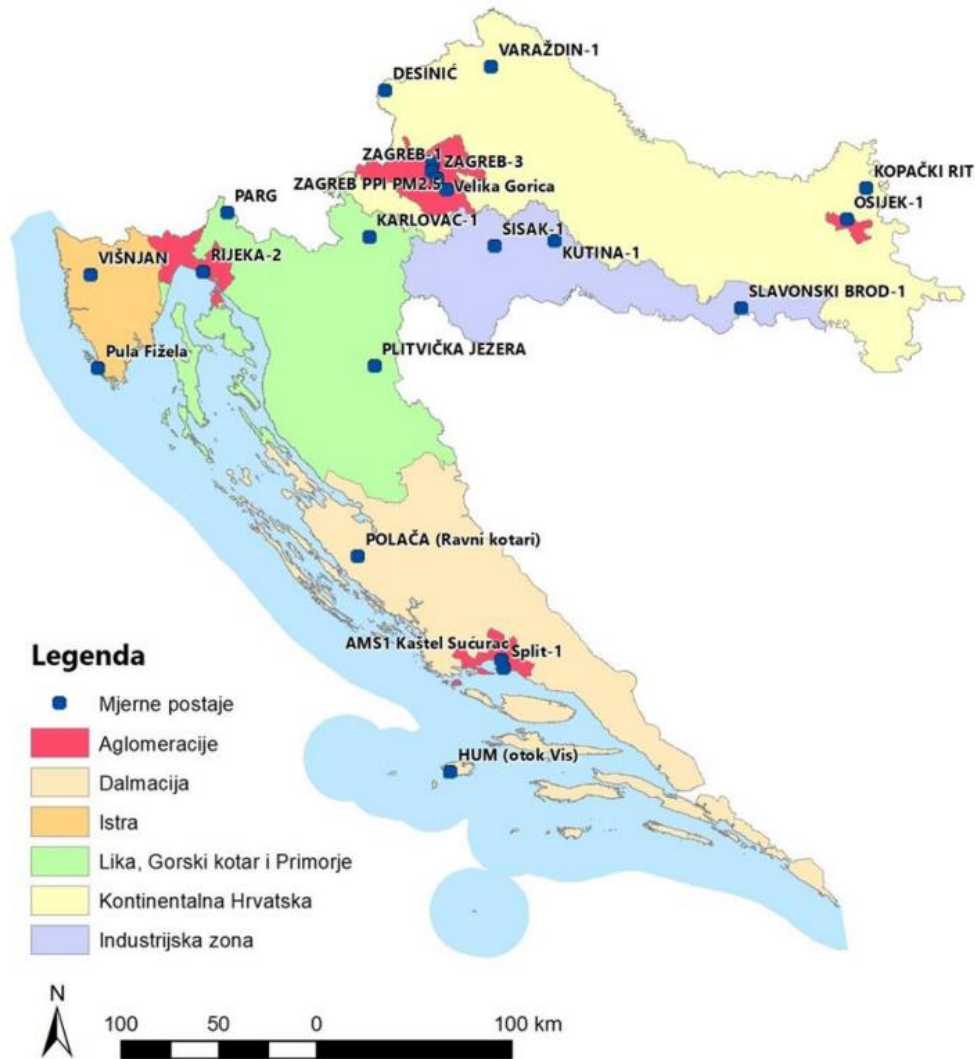 VARAŽDIN-1
DESINIĆ
ZAGREB-1
ZAGREB-3
KOPAČKI RIT
ZAGREB PPI PM2.5
Velika Gorica
PARG
OSIJEK-1
KARLOVAC-1
SISAK-1
KUTINA-1
VIŠNJAN
RIJEKA-2
SLAVONSKI BROD-1
Pula Fižela
PLITVIČKA JEZERA
POLAČA (Ravni kotari)
AMS1 Kaštel Sućurac
Split-1
HUM (otok Vis)
Legenda
Mjerne postaje
Aglomeracije
Dalmacija
Istra
Lika, Gorski kotar i Primorje
Kontinentalna Hrvatska
Industrijska zona
N
100 50 0 100 km